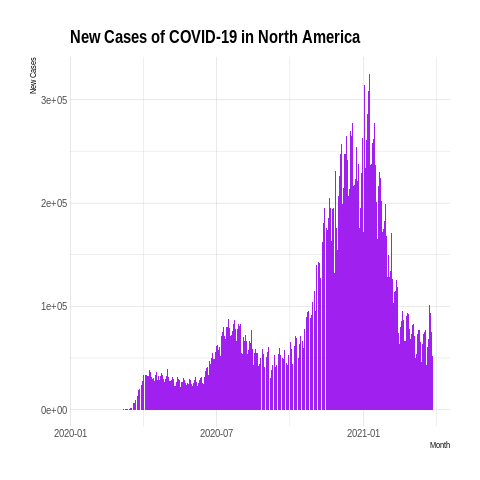 New Cases of COVID-19 in North America
New Cases
3e+05
2e+05
1e+05
0e+00
2020-01
2020-07
2021-01
Month